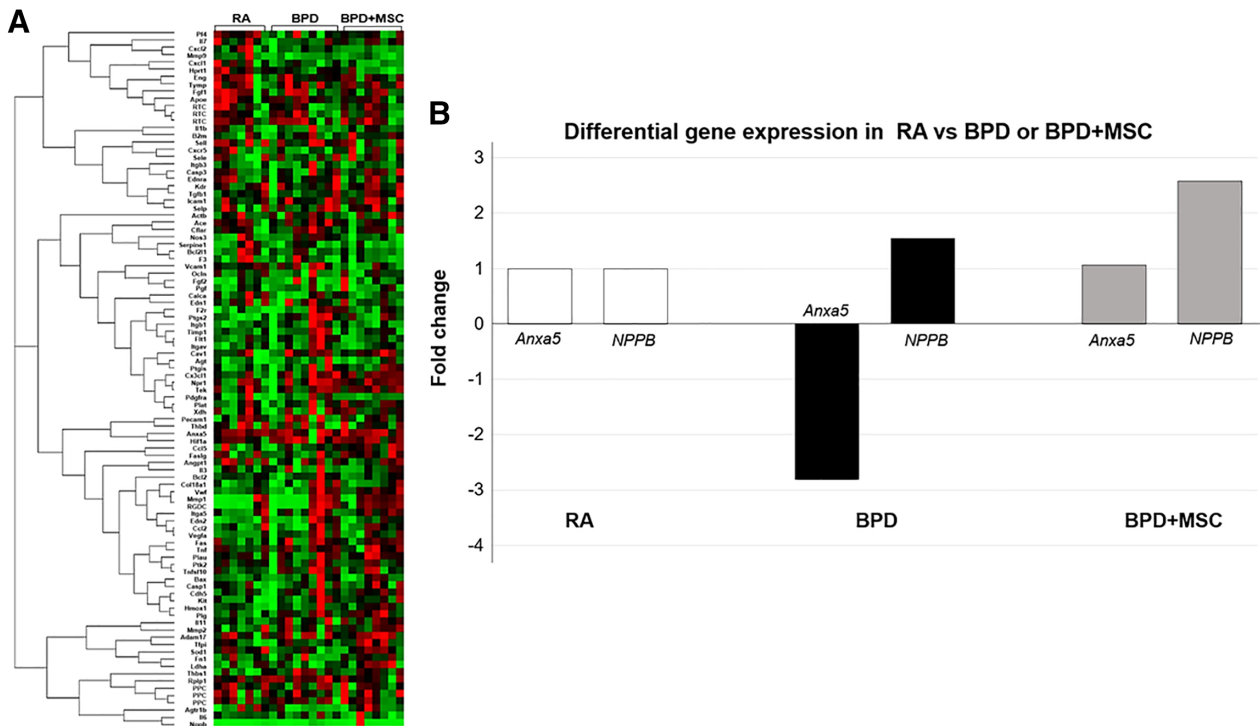 A
RA BPD BPD+MSC
Pf4
Il7
Cxcl2
Mmp9
Cxcl1
Hprt1
Eng
Tymp
Fgf1
Apoe
RTC
RTC
RTC
Il1b
B2m
Sell
Cxcr5
Sele
Itgb3
Casp3
Ednra
Kdr
Tgfb1
Icam1
Selp
Actb
Ace
Cflar
Nos3
Serpine1
Bcl2l1
F3
Vcam1
Ocln
Fgf2
Pgf
Calca
Edn1
F2r
Ptgs2
Itgb1
Timp1
Flt1
Itgav
Cav1
Agt
Ptgis
Cx3cl1
Npr1
Tek
Pdgfra
Plat
Xdh
Pecam1
Thbd
Anxa5
Hif1a
Ccl5
Faslg
Angpt1
Il3
Bcl2
Col18a1
Vwf
Mmp1
RGDC
Itga5
Edn2
Ccl2
Vegfa
Fas
Tnf
Plau
Ptk2
Tnfsf10
Bax
Casp1
Cdh5
Kit
Hmox1
Plg
Il11
Mmp2
Adam17
Tfpi
Sod1
Fn1
Ldha
Thbs1
Rplp1
PPC
PPC
PPC
Agtr1b
Il6
Nppb
B
Differential gene expression in RA vs BPD or BPD+MSC
Fold change
3
2
1
0
-1
-2
-3
-4
Anxa5 NPPB
Anxa5
NPPB
Anxa5 NPPB
RA BPD BPD+MSC